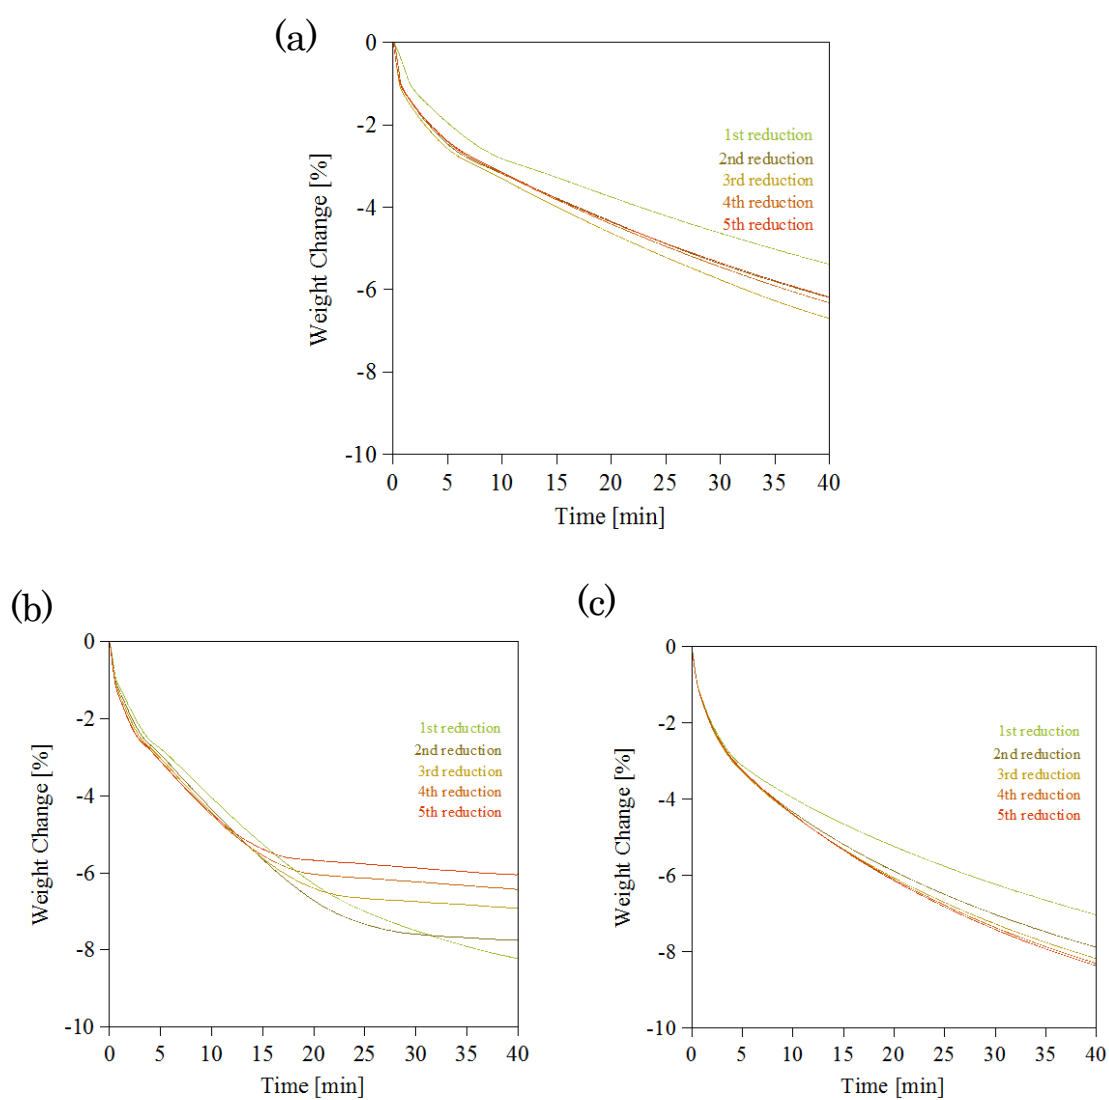 (a)
0
-2
-4
-6
-8
-10
Weight Change [%]
1st reduction
2nd reduction
3rd reduction
4th reduction
5th reduction
0 5 10 15 20 25 30 35 40
Time [min]
(b)
0
-2
-4
-6
-8
-10
Weight Change [%]
1st reduction
2nd reduction
3rd reduction
4th reduction
5th reduction
0 5 10 15 20 25 30 35 40
Time [min]
(c)
0
-2
-4
-6
-8
-10
Weight Change [%]
1st reduction
2nd reduction
3rd reduction
4th reduction
5th reduction
0 5 10 15 20 25 30 35 40
Time [min]